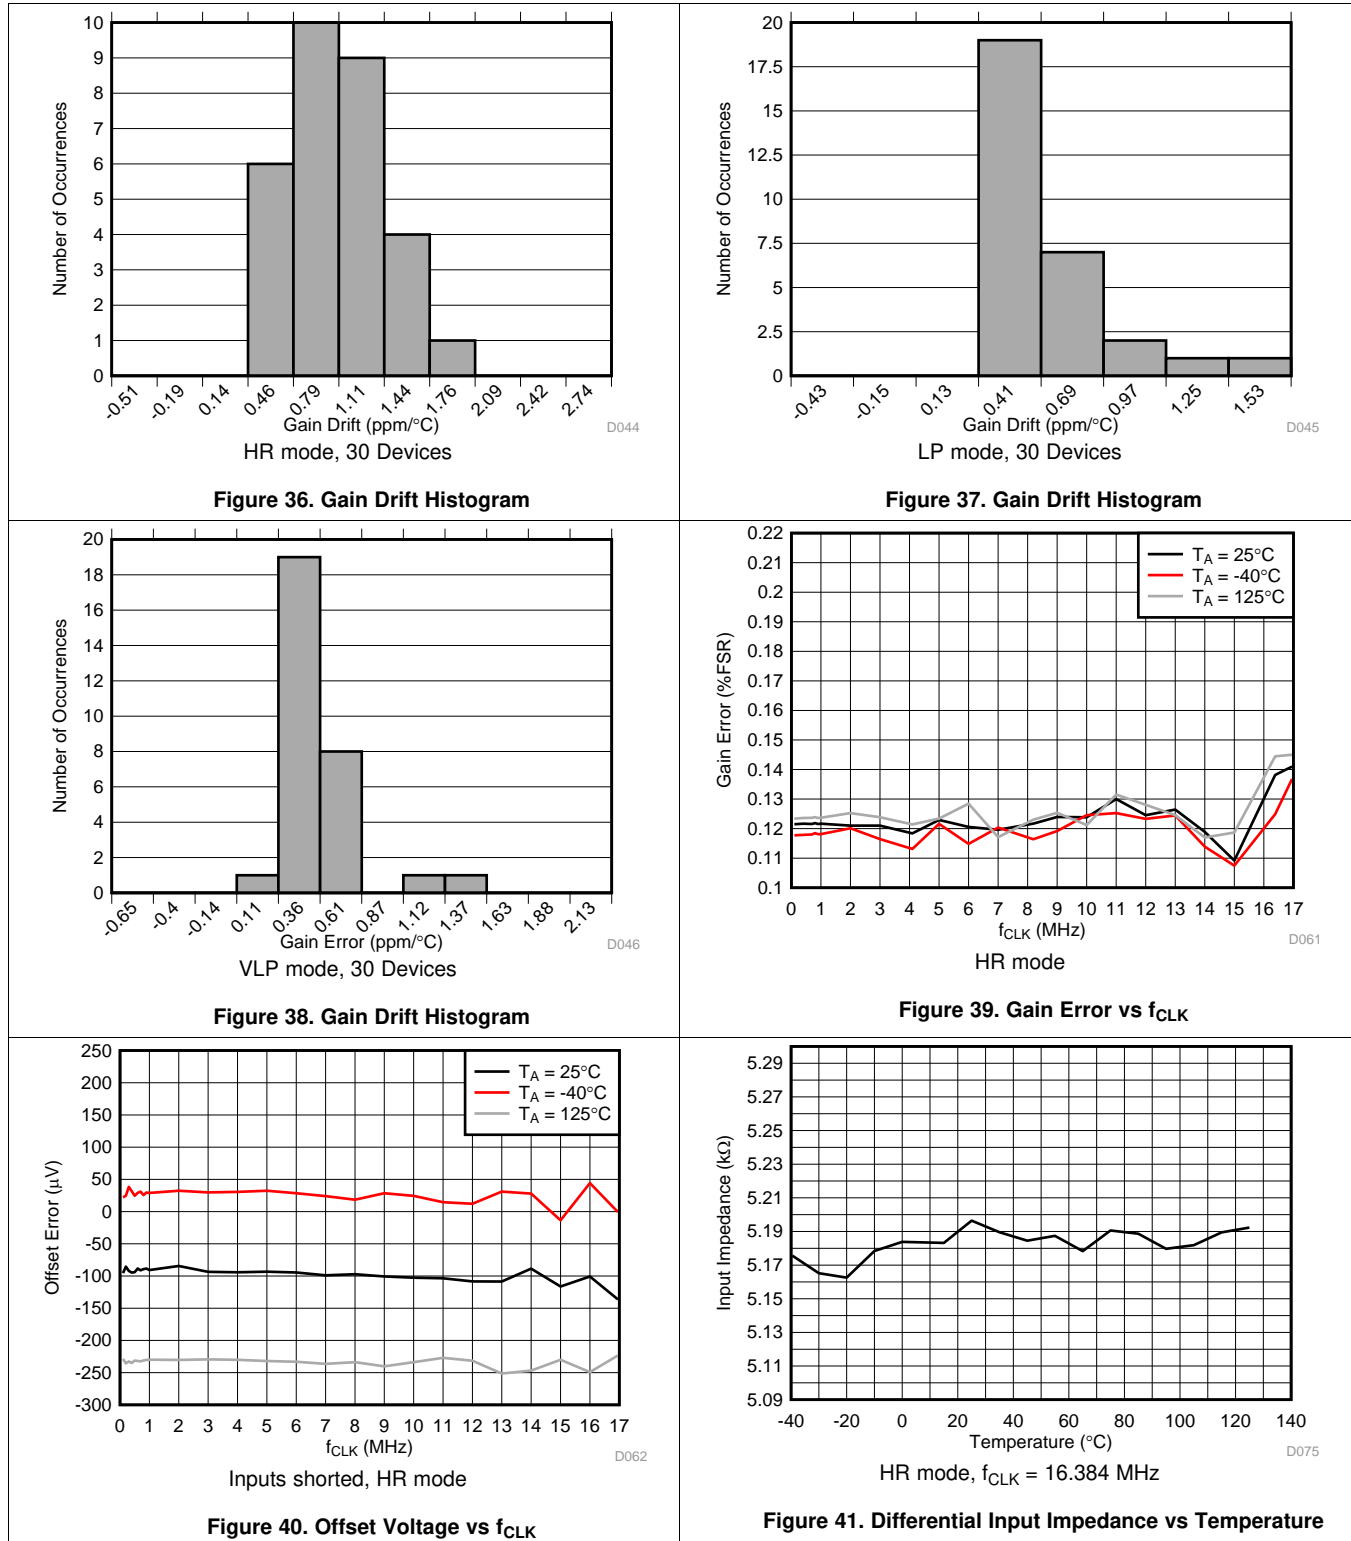 10
9
8
7
6
5
4
3
2
1
0
Number of Occurrences
-0.51
-0.19
0.14
0.46
0.79
1.11
1.44
1.76
2.09
2.42
2.74
Gain Drift (ppm/°C)
D044
HR mode, 30 Devices
Figure 36. Gain Drift Histogram
20
17.5
15
12.5
10
7.5
5
2.5
0
Number of Occurrences
-0.43
-0.15
0.13
0.41
0.69
0.97
1.25
1.53
Gain Drift (ppm/°C)
D045
LP mode, 30 Devices
Figure 37. Gain Drift Histogram
20
18
16
14
12
10
8
6
4
2
0
Number of Occurrences
-0.65
-0.4
-0.14
0.11
0.36
0.61
0.87
1.12
1.37
1.63
1.88
2.13
Gain Error (ppm/°C)
D046
VLP mode, 30 Devices
Figure 38. Gain Drift Histogram
0.22
0.21
0.2
0.19
0.18
0.17
0.16
0.15
0.14
0.13
0.12
0.11
0.1
Gain Error (%FSR)
TA = 25°C
TA = -40°C
TA = 125°C
0 1 2 3 4 5 6 7 8 9 10 11 12 13 14 15 16 17
fCLK (MHz)
D061
HR mode
Figure 39. Gain Error vs fCLK
250
200
150
100
50
0
-50
-100
-150
-200
-250
-300
Offset Error (µV)
TA = 25°C
TA = -40°C
TA = 125°C
0 1 2 3 4 5 6 7 8 9 10 11 12 13 14 15 16 17
fCLK (MHz)
D062
Inputs shorted, HR mode
Figure 40. Offset Voltage vs fCLK
5.29
5.27
5.25
5.23
5.21
5.19
5.17
5.15
5.13
5.11
5.09
Input Impedance (kΩ)
-40 -20 0 20 40 60 80 100 120 140
Temperature (°C)
D075
HR mode, fCLK = 16.384 MHz
Figure 41. Differential Input Impedance vs Temperature